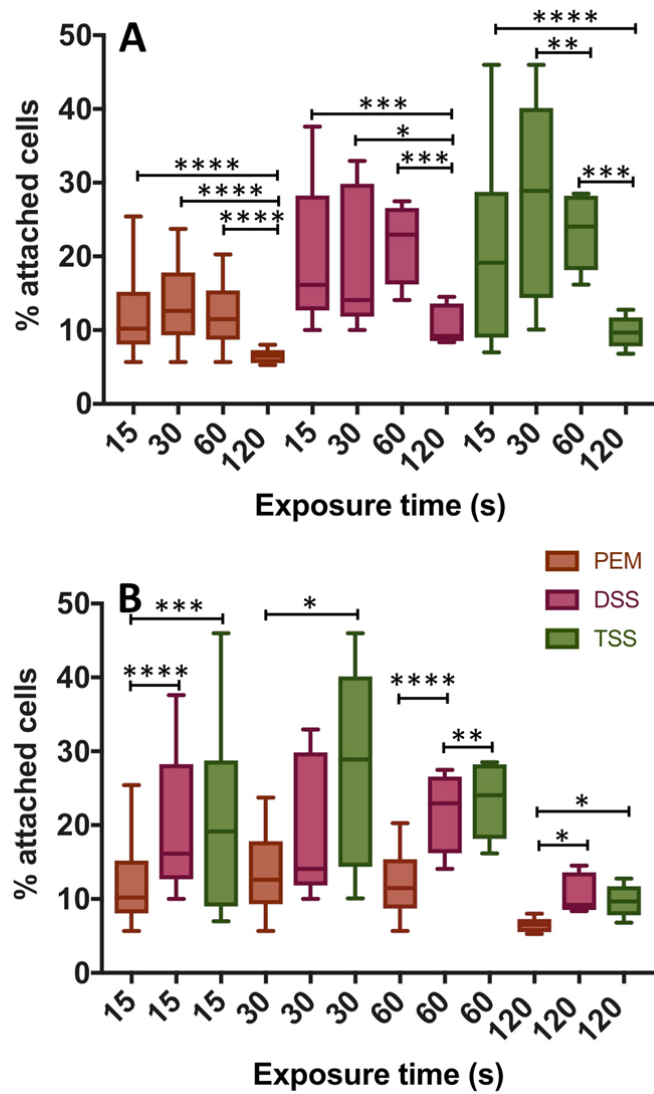 A
% attached cells
50
40
30
20
10
0
**** ** *** *** * *** **** **** ****
15 30 60 120 15 30 60 120 15 30 60 120
Exposure time (s)
PEM
DSS
TSS
B
% attached cells
50
40
30
20
10
0
*** * **** **** ** * *
15 15 15 30 30 30 60 60 60 120 120 120
Exposure time (s)